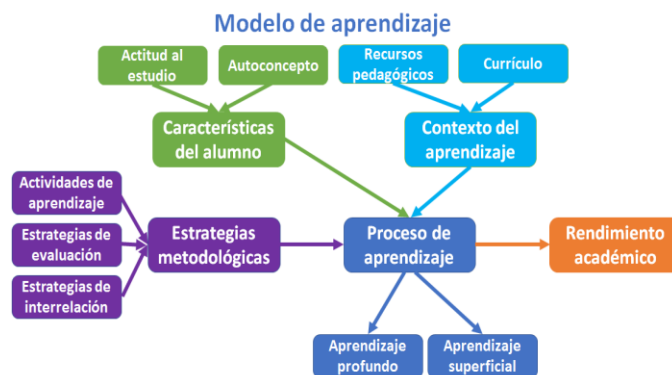 Modelo de aprendizaje
Actitud al
estudio
Autoconcepto
Recursos
pedagógicos
Currículo
Características
del alumno
Contexto del
aprendizaje
Actividades de
aprendizaje
Estrategias de
evaluación
Estrategias de
interrelación
Estrategias
metodológicas
Proceso de
aprendizaje
Rendimiento
académico
Aprendizaje
profundo
Aprendizaje
superficial